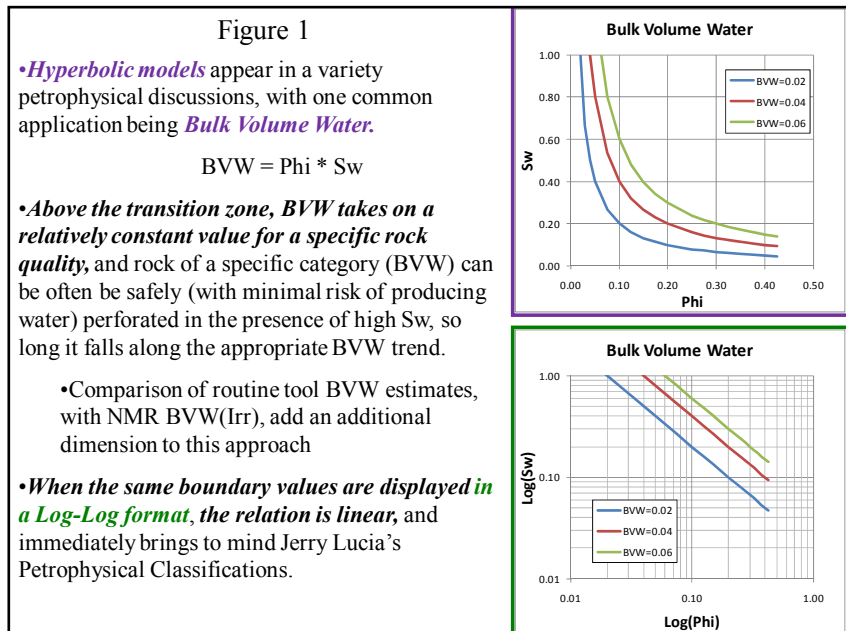 Figure 1
•Hyperbolic models appear in a variety
petrophysical discussions, with one common
application being Bulk Volume Water.
BVW = Phi * Sw
•Above the transition zone, BVW takes on a
relatively constant value for a specific rock
quality, and rock of a specific category (BVW) can
be often be safely (with minimal risk of producing
water) perforated in the presence of high Sw, so
long it falls along the appropriate BVW trend.
•Comparison of routine tool BVW estimates,
with NMR BVW(Irr), add an additional
dimension to this approach
•When the same boundary values are displayed in
a Log-Log format, the relation is linear, and
immediately brings to mind Jerry Lucia's
Petrophysical Classifications.
Bulk Volume Water
1.00
0.80
0.60
0.40
0.20
0.00
Sw
BVW=0.02
BVW=0.04
BVW=0.06
0.00 0.10 0.20 0.30 0.40 0.50
Phi
Bulk Volume Water
1.00
0.10
0.01
Log(Sw)
BVW=0.02
BVW=0.04
BVW=0.06
0.01 0.10 1.00
Log(Phi)